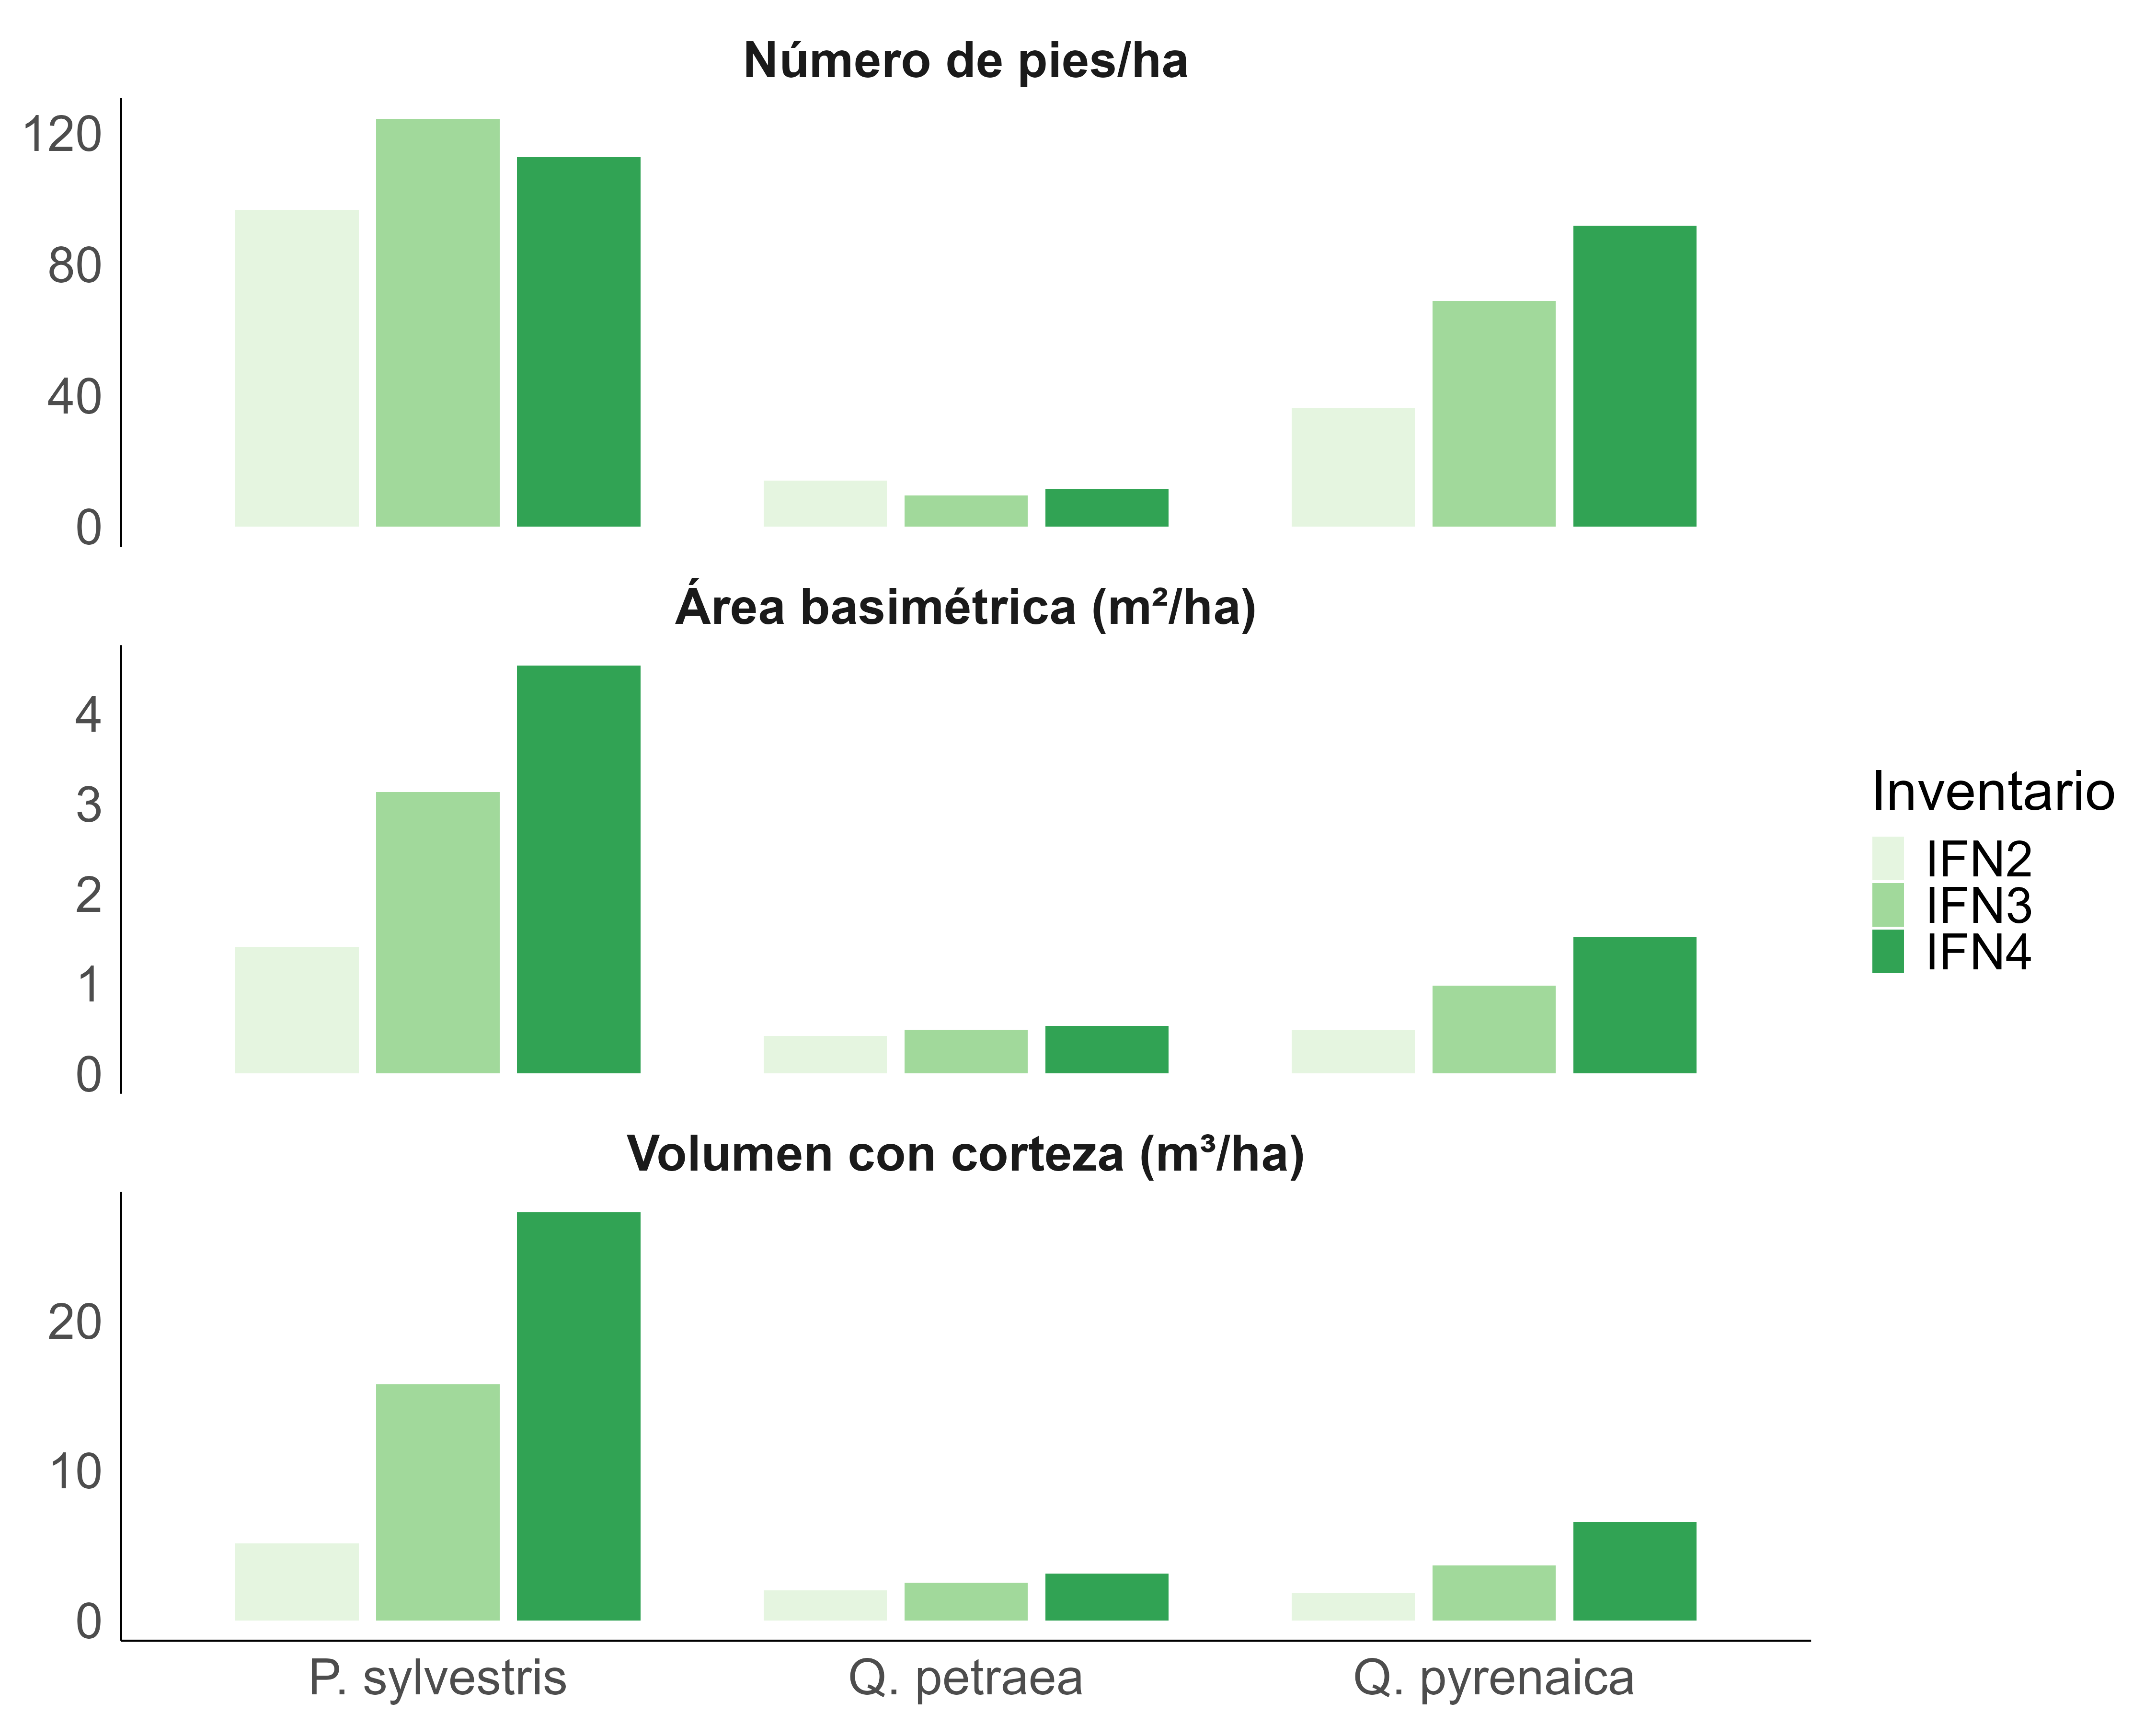 Número de pies/ha
120
80
40
0
Área basimétrica (m²/ha)
4
3
2
1
0
Inventario
IFN2
IFN3
IFN4
Volumen con corteza (m³/ha)
20
10
0
P. sylvestris
Q. petraea
Q. pyrenaica